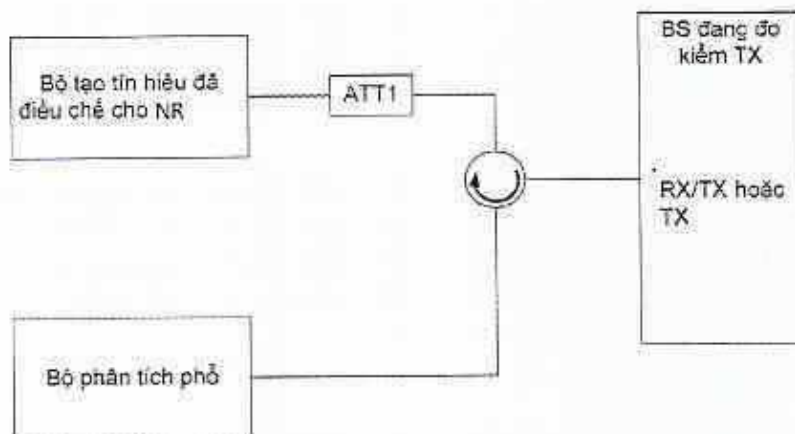 Bộ tạo tín hiệu đã
điều chế cho NR
ATT1
BS đang đo
kiểm TX
RX/TX hoặc
TX
Bộ phân tích phổ